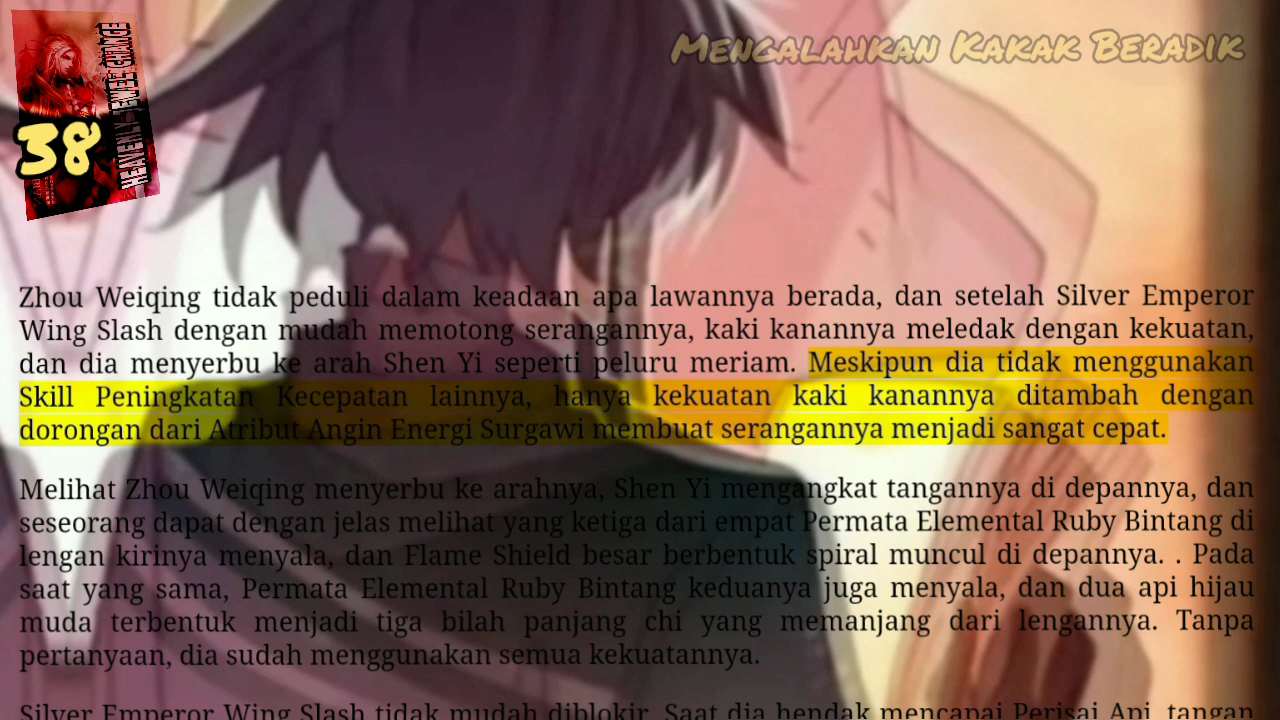 Mengalahkan Kakak Beradik
HEAVENLY JEWEL CHANGE
38
Zhou Weiqing tidak peduli dalam keadaan apa lawannya berada, dan setelah Silver Emperor
Wing Slash dengan mudah memotong serangannya, kaki kanannya meledak dengan kekuatan,
dan dia menyerbu ke arah Shen Yi seperti peluru meriam. Meskipun dia tidak menggunakan
Skill Peningkatan Kecepatan lainnya, hanya kekuatan kaki kanannya ditambah dengan
dorongan dari Atribut Angin Energi Surgawi membuat serangannya menjadi sangat cepat.
Melihat Zhou Weiqing menyerbu ke arahnya, Shen Yi mengangkat tangannya di depannya, dan
seseorang dapat dengan jelas melihat yang ketiga dari empat Permata Elemental Ruby Bintang di
lengan kirinya menyala, dan Flame Shield besar berbentuk spiral muncul di depannya. . Pada
saat yang sama, Permata Elemental Ruby Bintang keduanya juga menyala, dan dua api hijau
muda terbentuk menjadi tiga bilah panjang chi yang memanjang dari lengannya. Tanpa
pertanyaan, dia sudah menggunakan semua kekuatannya.
Silver Emperor Wing Slash tidak mudah diblokir. Saat dia hendak mencapai Perisai Api, tangan